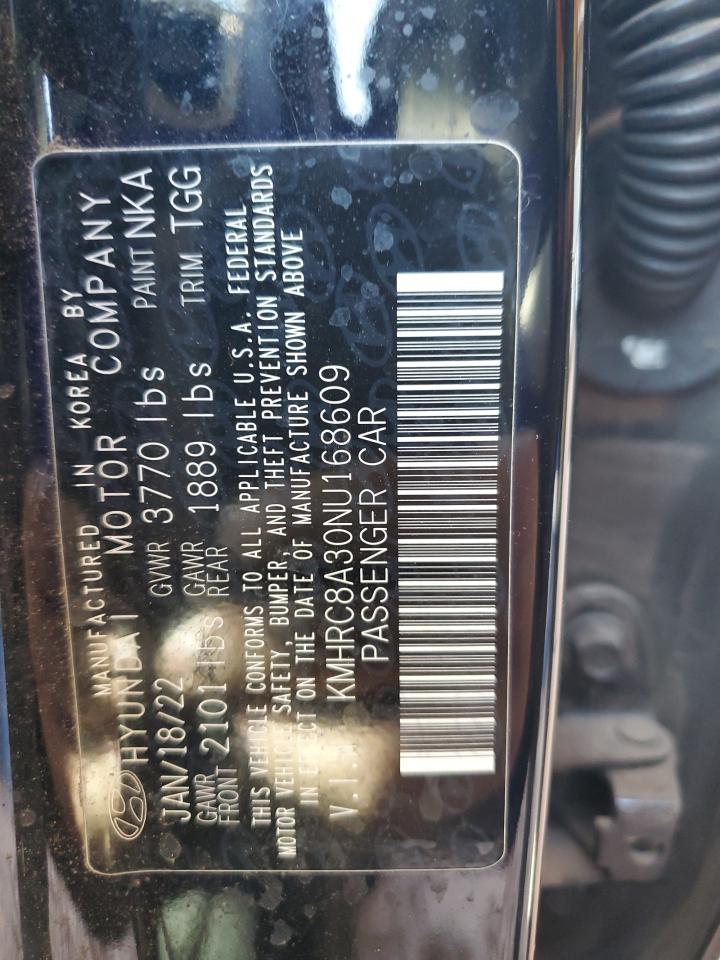 MANUFACTURED IN KOREA BY
HYUNDAI MOTOR COMPANY
JAN/18/22 GVWR 3770 lbs PAINT NKA
GAWR FRONT 2101 lbs GAWR REAR 1889 lbs TRIM TGG
THIS VEHICLE CONFORMS TO ALL APPLICABLE U.S.A. FEDERAL
MOTOR VEHICLE SAFETY, BUMPER, AND THEFT PREVENTION STANDARDS
IN EFFECT ON THE DATE OF MANUFACTURE SHOWN ABOVE
V.I.N KMHRC8A30NU168609
PASSENGER CAR